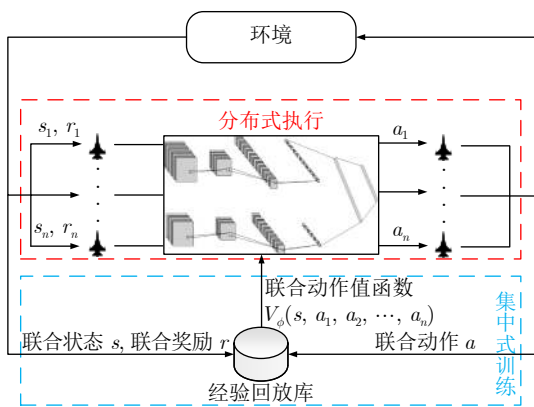 环境
分布式执行
s₁, r₁
a₁
sₙ, rₙ
aₙ
联合动作值函数
V_ϕ(s, a₁, a₂, ⋯, aₙ)
联合状态 s, 联合奖励 r
联合动作 a
经验回放库
集中式训练